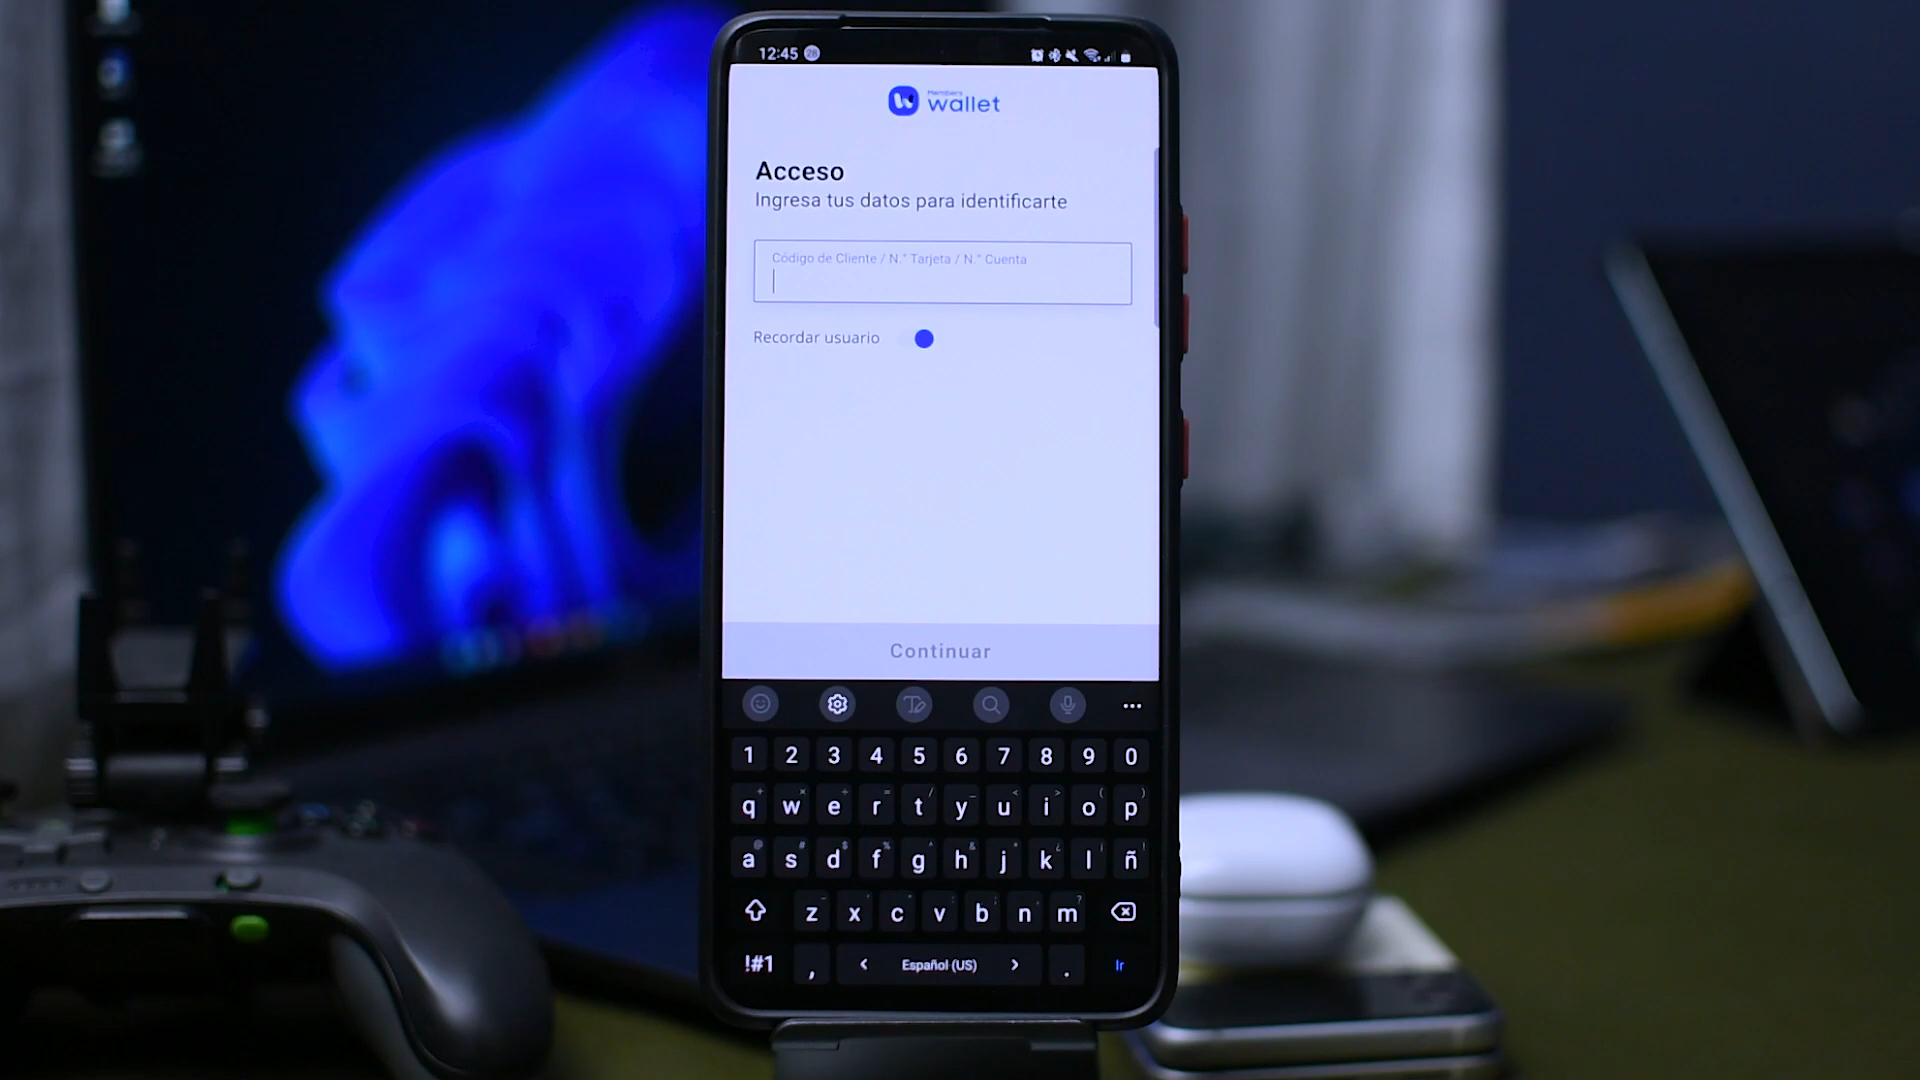 12:45 28
Members
wallet
Acceso
Ingresa tus datos para identificarte
Código de Cliente / N.° Tarjeta / N.° Cuenta
Recordar usuario
Continuar
1 2 3 4 5 6 7 8 9 0
q w e r t y u i o p
a s d f g h j k l ñ
z x c v b n m
!#1 , < Español (US) > . Ir